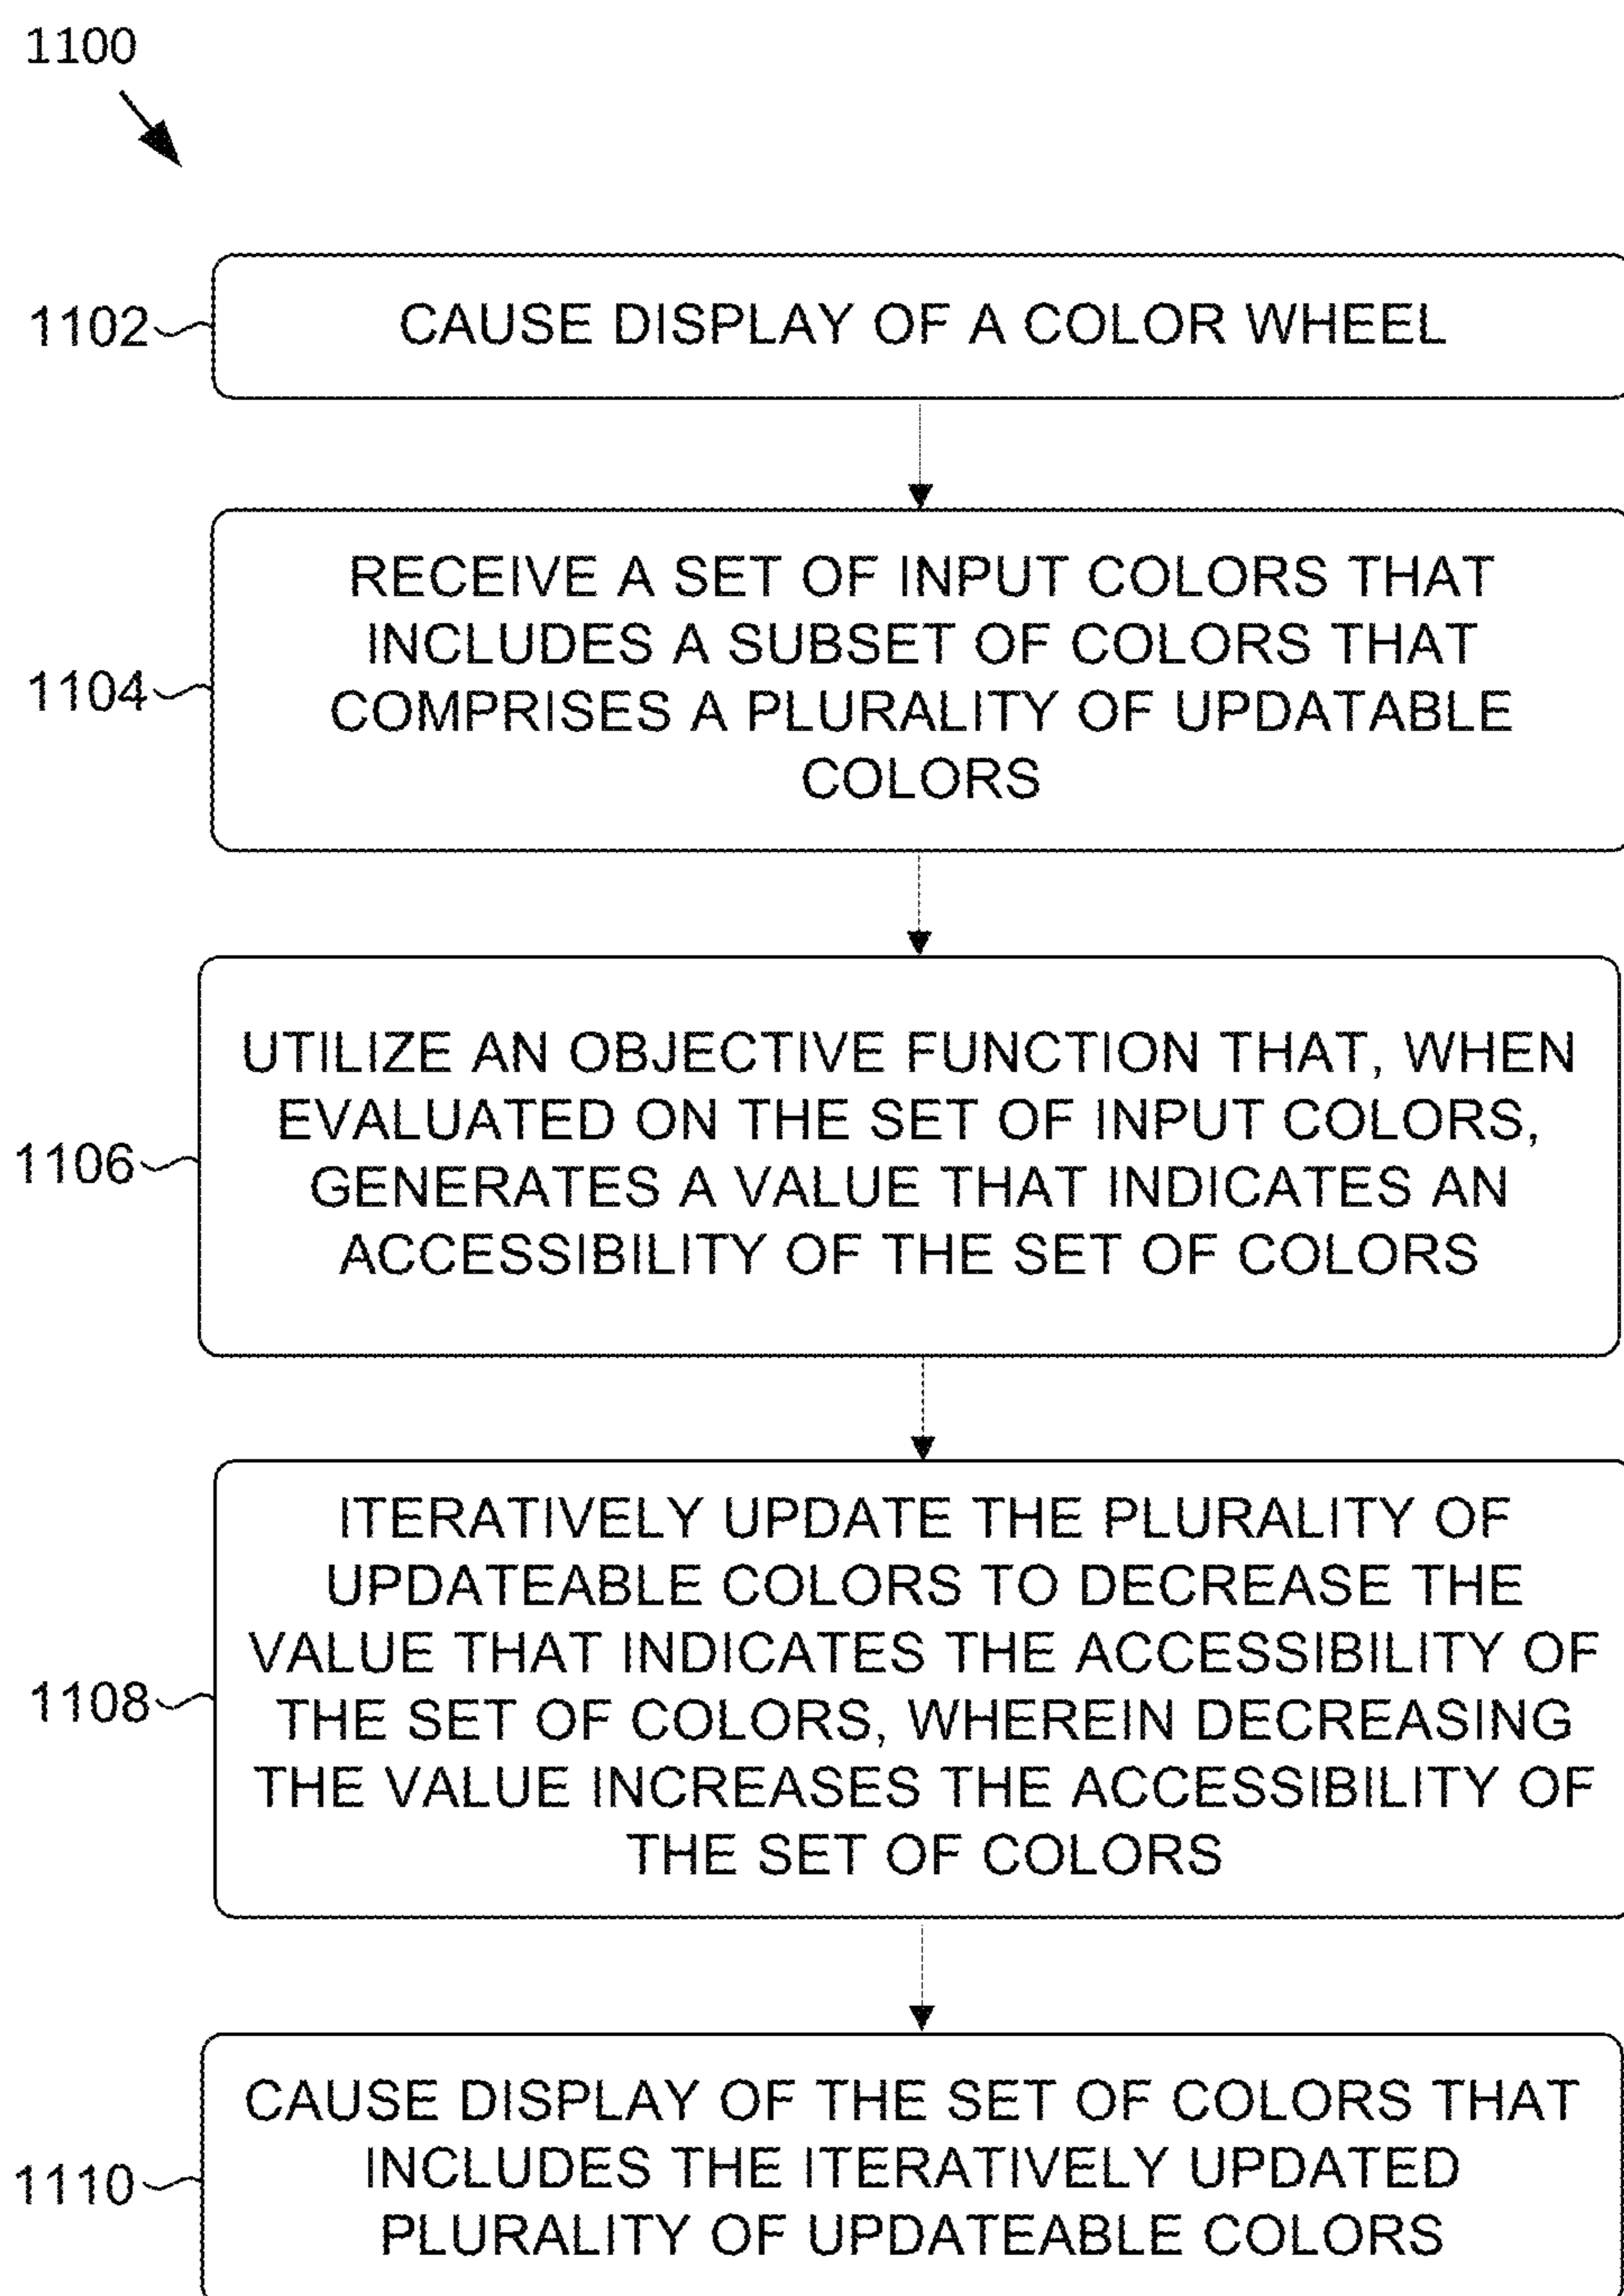 1100
1102
CAUSE DISPLAY OF A COLOR WHEEL
1104
RECEIVE A SET OF INPUT COLORS THAT
INCLUDES A SUBSET OF COLORS THAT
COMPRISES A PLURALITY OF UPDATABLE
COLORS
1106
UTILIZE AN OBJECTIVE FUNCTION THAT, WHEN
EVALUATED ON THE SET OF INPUT COLORS,
GENERATES A VALUE THAT INDICATES AN
ACCESSIBILITY OF THE SET OF COLORS
1108
ITERATIVELY UPDATE THE PLURALITY OF
UPDATEABLE COLORS TO DECREASE THE
VALUE THAT INDICATES THE ACCESSIBILITY OF
THE SET OF COLORS, WHEREIN DECREASING
THE VALUE INCREASES THE ACCESSIBILITY OF
THE SET OF COLORS
1110
CAUSE DISPLAY OF THE SET OF COLORS THAT
INCLUDES THE ITERATIVELY UPDATED
PLURALITY OF UPDATEABLE COLORS